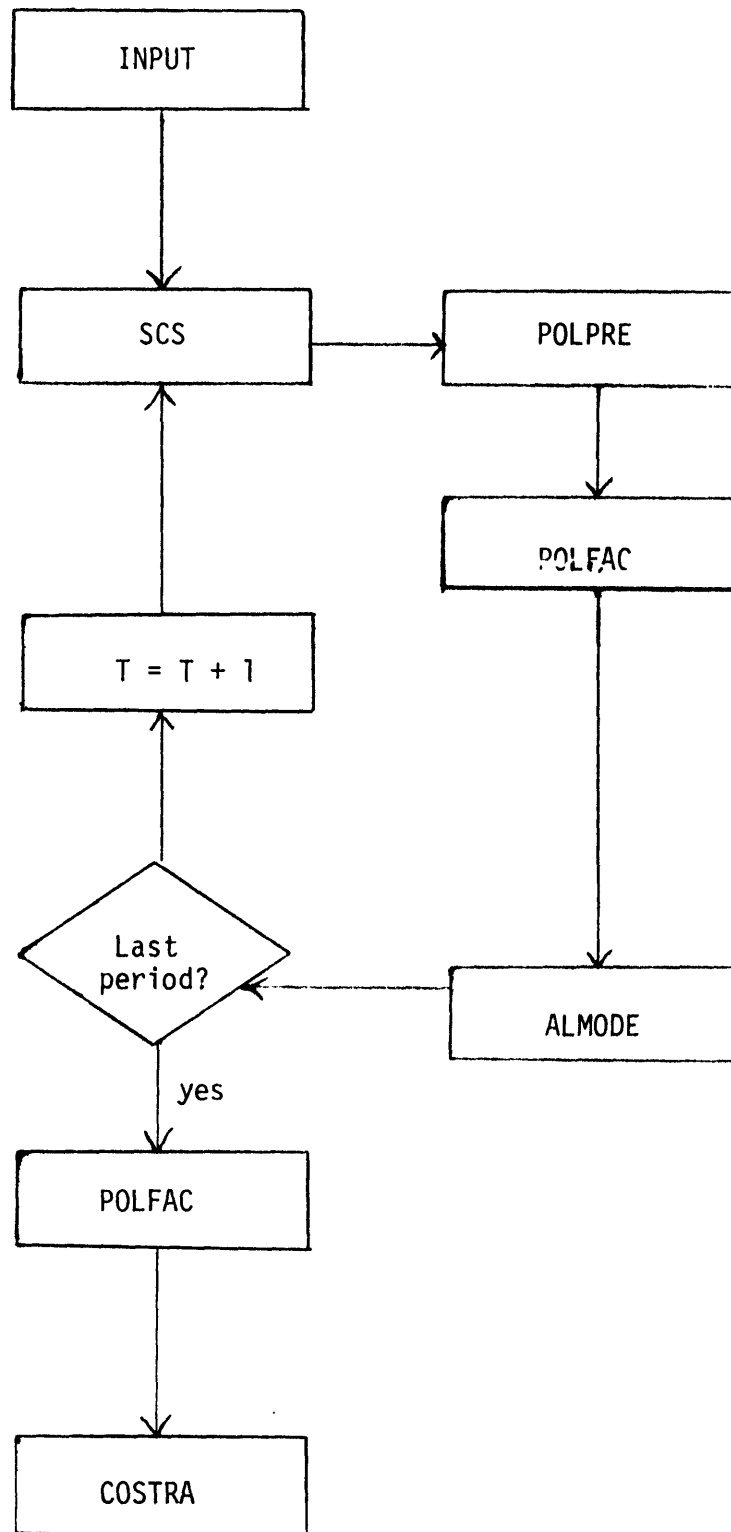 INPUT
SCS
POLPRE
POLFAC
T = T + 1
Last
period?
ALMODE
yes
POLFAC
COSTRA